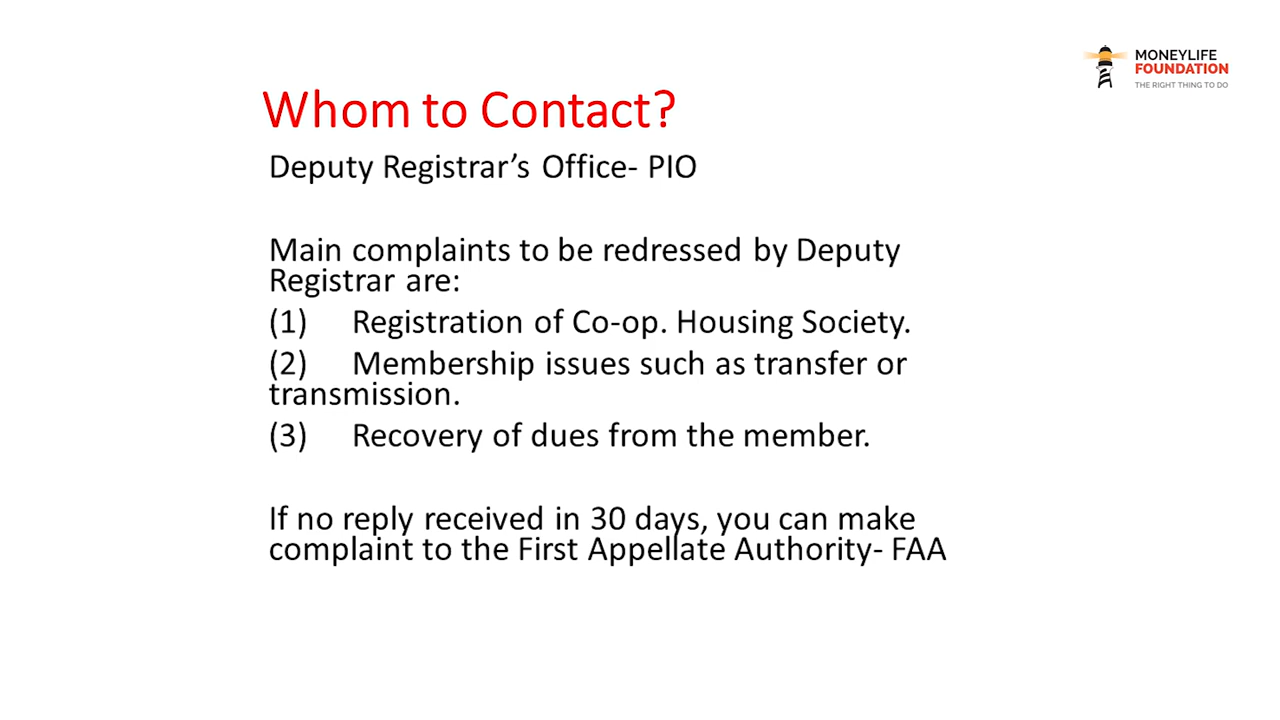 MONEYLIFE
FOUNDATION
THE RIGHT THING TO DO
Whom to Contact?
Deputy Registrar’s Office- PIO
Main complaints to be redressed by Deputy
Registrar are:
(1) Registration of Co-op. Housing Society.
(2) Membership issues such as transfer or
transmission.
(3) Recovery of dues from the member.
If no reply received in 30 days, you can make
complaint to the First Appellate Authority- FAA